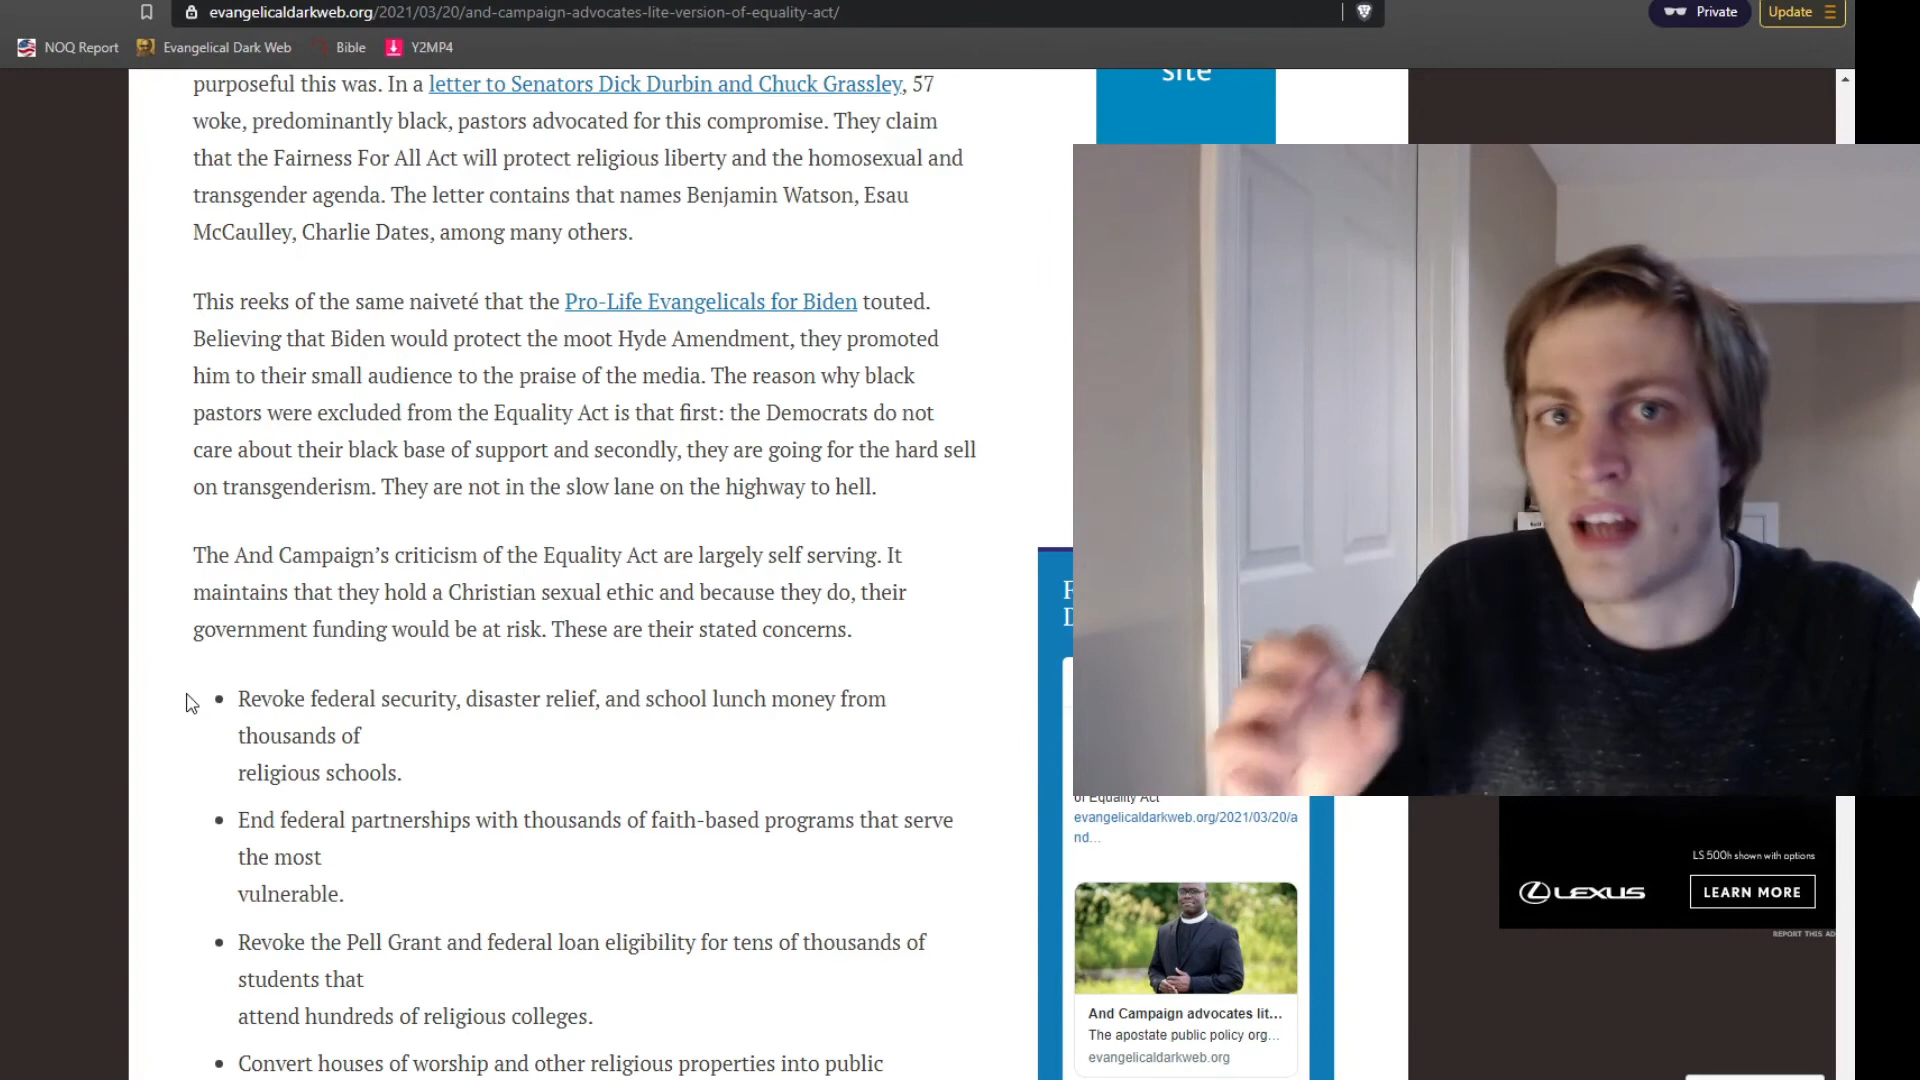 evangelicaldarkweb.org/2021/03/20/and-campaign-advocates-lite-version-of-equality-act/
Private
Update
NOQ Report
Evangelical Dark Web
Bible
Y2MP4
purposeful this was. In a letter to Senators Dick Durbin and Chuck Grassley, 57
woke, predominantly black, pastors advocated for this compromise. They claim
that the Fairness For All Act will protect religious liberty and the homosexual and
transgender agenda. The letter contains that names Benjamin Watson, Esau
McCaulley, Charlie Dates, among many others.
This reeks of the same naiveté that the Pro-Life Evangelicals for Biden touted.
Believing that Biden would protect the moot Hyde Amendment, they promoted
him to their small audience to the praise of the media. The reason why black
pastors were excluded from the Equality Act is that first: the Democrats do not
care about their black base of support and secondly, they are going for the hard sell
on transgenderism. They are not in the slow lane on the highway to hell.
The And Campaign’s criticism of the Equality Act are largely self serving. It
maintains that they hold a Christian sexual ethic and because they do, their
government funding would be at risk. These are their stated concerns.
• Revoke federal security, disaster relief, and school lunch money from
thousands of
religious schools.
• End federal partnerships with thousands of faith-based programs that serve
the most
vulnerable.
• Revoke the Pell Grant and federal loan eligibility for tens of thousands of
students that
attend hundreds of religious colleges.
• Convert houses of worship and other religious properties into public
site
of Equality Act
evangelicaldarkweb.org/2021/03/20/a
nd…
And Campaign advocates lit...
The apostate public policy org...
evangelicaldarkweb.org
LS 500h shown with options
LEXUS
LEARN MORE
REPORT THIS AD